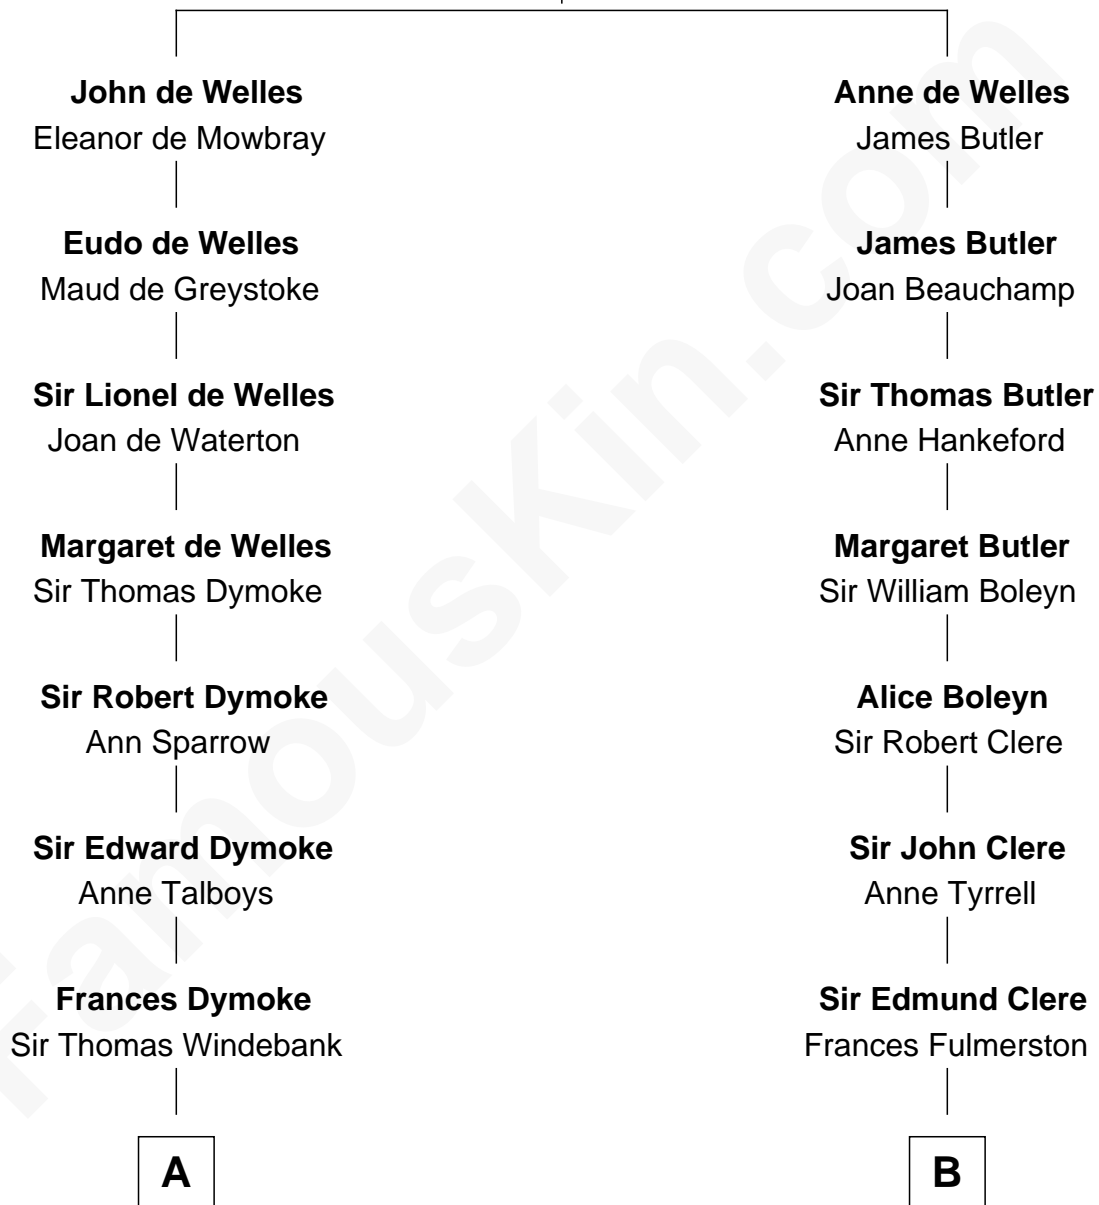 John de Welles
Eleanor de Mowbray
Eudo de Welles
Maud de Greystoke
Sir Lionel de Welles
Joan de Waterton
Margaret de Welles
Sir Thomas Dymoke
Sir Robert Dymoke
Ann Sparrow
Sir Edward Dymoke
Anne Talboys
Frances Dymoke
Sir Thomas Windebank
A
Anne de Welles
James Butler
James Butler
Joan Beauchamp
Sir Thomas Butler
Anne Hankeford
Margaret Butler
Sir William Boleyn
Alice Boleyn
Sir Robert Clere
Sir John Clere
Anne Tyrrell
Sir Edmund Clere
Frances Fulmerston
B
FamousKin.com